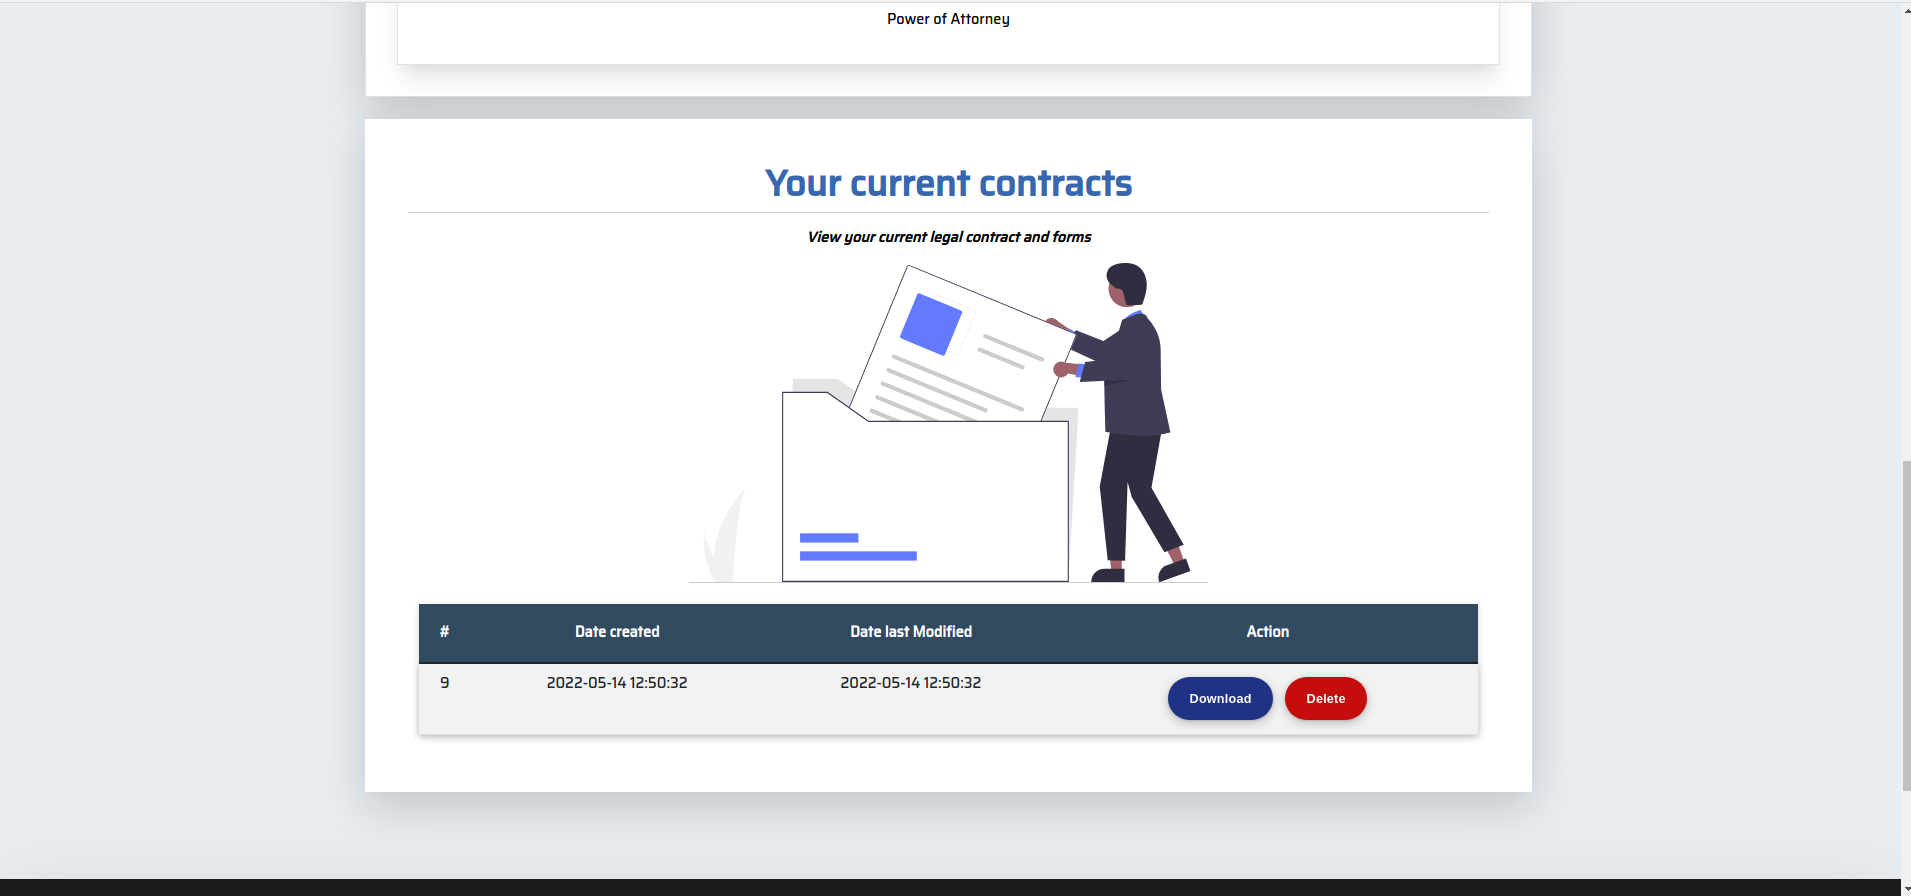 Power of Attorney
Your current contracts
View your current legal contract and forms
# Date created Date last Modified Action
9 2022-05-14 12:50:32 2022-05-14 12:50:32 Download Delete